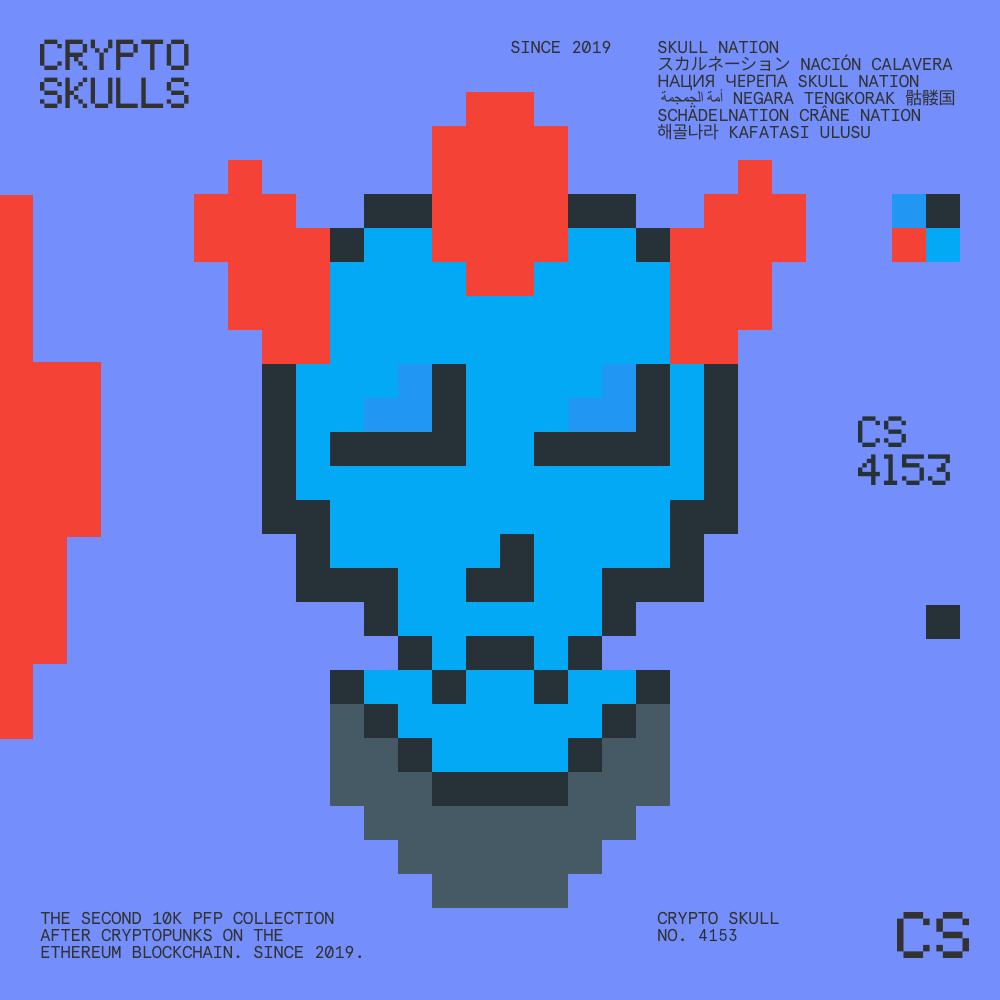 CRYPTO
SKULLS
SINCE 2019
SKULL NATION
スカルネーション NACIÓN CALAVERA
НАЦИЯ ЧЕРЕПА SKULL NATION
أمة الجمجمة NEGARA TENGKORAK 骷髅国
SCHÄDELNATION CRÂNE NATION
해골나라 KAFATASI ULUSU
CS
4153
THE SECOND 10K PFP COLLECTION
AFTER CRYPTOPUNKS ON THE
ETHEREUM BLOCKCHAIN. SINCE 2019.
CRYPTO SKULL
NO. 4153
CS